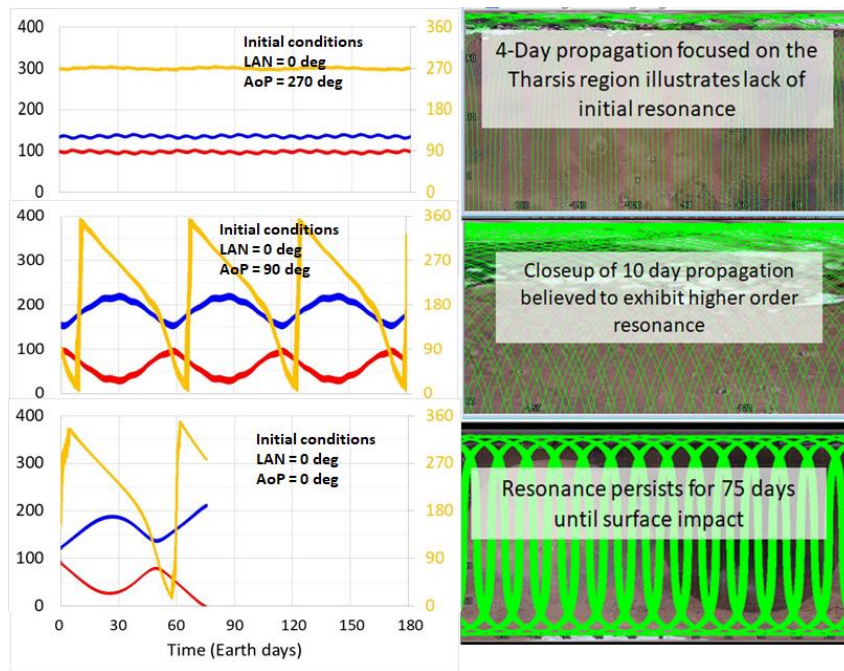 400
300
200
100
0
360
270
180
90
0
Initial conditions
LAN = 0 deg
AoP = 270 deg
4-Day propagation focused on the
Tharsis region illustrates lack of
initial resonance
400
300
200
100
0
360
270
180
90
0
Initial conditions
LAN = 0 deg
AoP = 90 deg
Closeup of 10 day propagation
believed to exhibit higher order
resonance
400
300
200
100
0
360
270
180
90
0
Initial conditions
LAN = 0 deg
AoP = 0 deg
Resonance persists for 75 days
until surface impact
0 30 60 90 120 150 180
Time (Earth days)